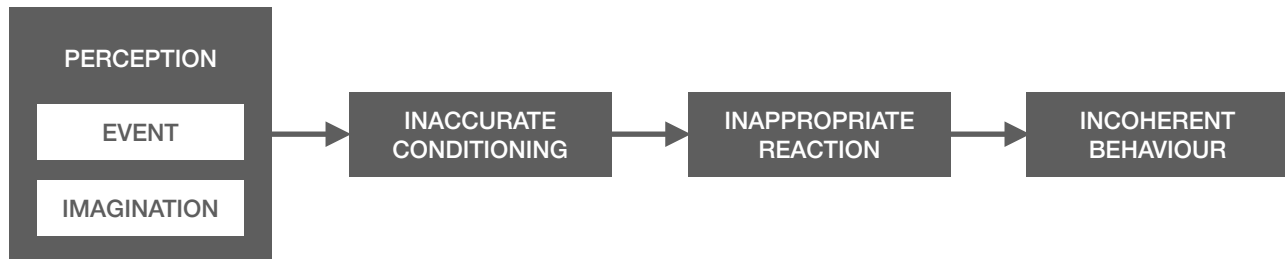 PERCEPTION
EVENT
IMAGINATION
INACCURATE
CONDITIONING
INAPPROPRIATE
REACTION
INCOHERENT
BEHAVIOUR